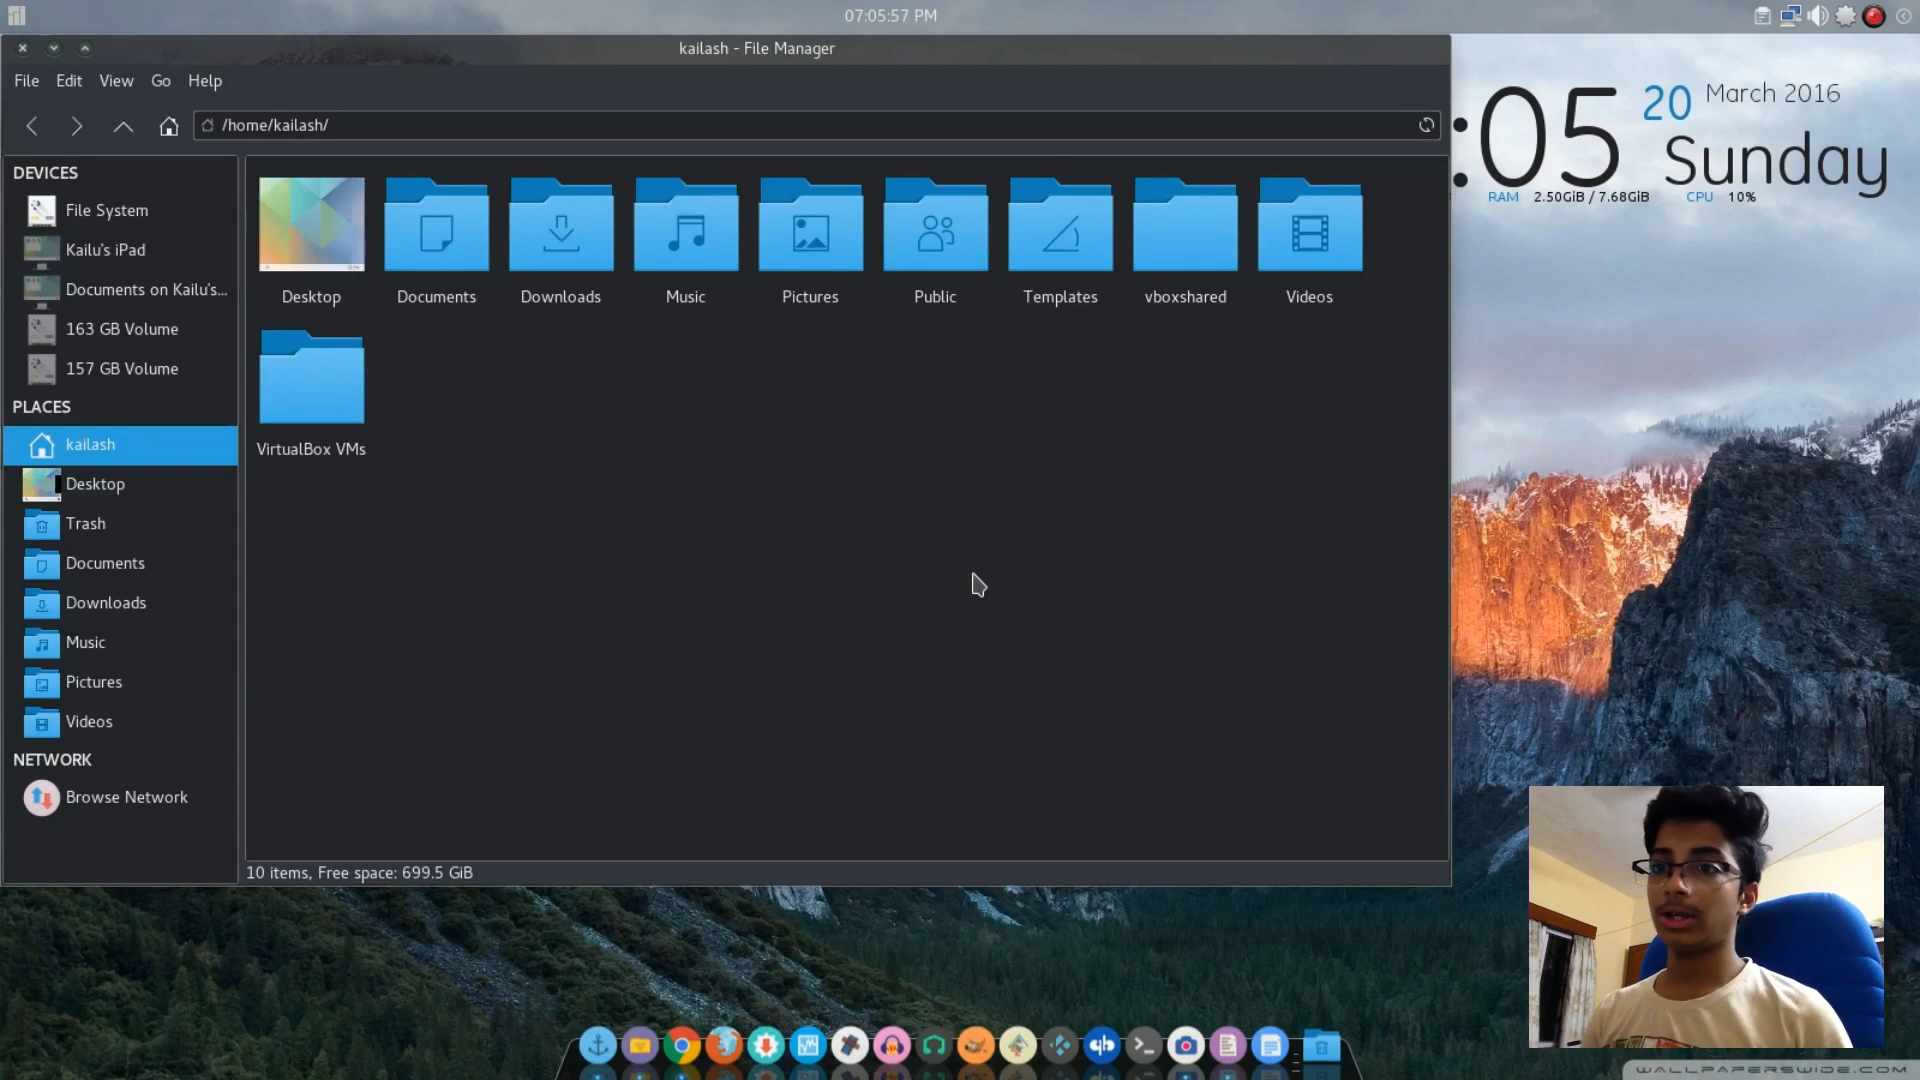 07:05:57 PM
kailash - File Manager
File Edit View Go Help
/home/kailash/
DEVICES
File System
Kailu's iPad
Documents on Kailu's...
163 GB Volume
157 GB Volume
PLACES
kailash
Desktop
Trash
Documents
Downloads
Music
Pictures
Videos
NETWORK
Browse Network
Desktop Documents Downloads Music Pictures Public Templates vboxshared Videos
VirtualBox VMs
10 items, Free space: 699.5 GiB
:05 20 March 2016
Sunday
RAM 2.50GiB / 7.68GiB CPU 10%
WALLPAPERSWIDE.COM